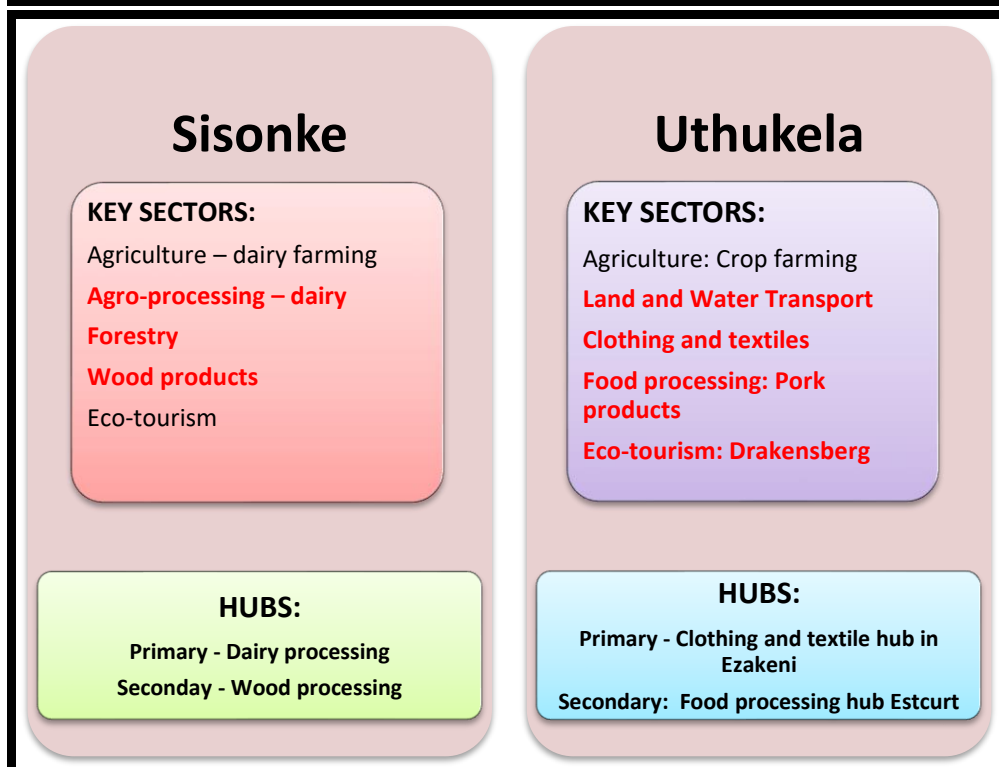 Sisonke
KEY SECTORS:
Agriculture – dairy farming
Agro-processing – dairy
Forestry
Wood products
Eco-tourism
HUBS:
Primary - Dairy processing
Seconday - Wood processing
Uthukela
KEY SECTORS:
Agriculture: Crop farming
Land and Water Transport
Clothing and textiles
Food processing: Pork
products
Eco-tourism: Drakensberg
HUBS:
Primary - Clothing and textile hub in
Ezakeni
Secondary:  Food processing hub Estcurt